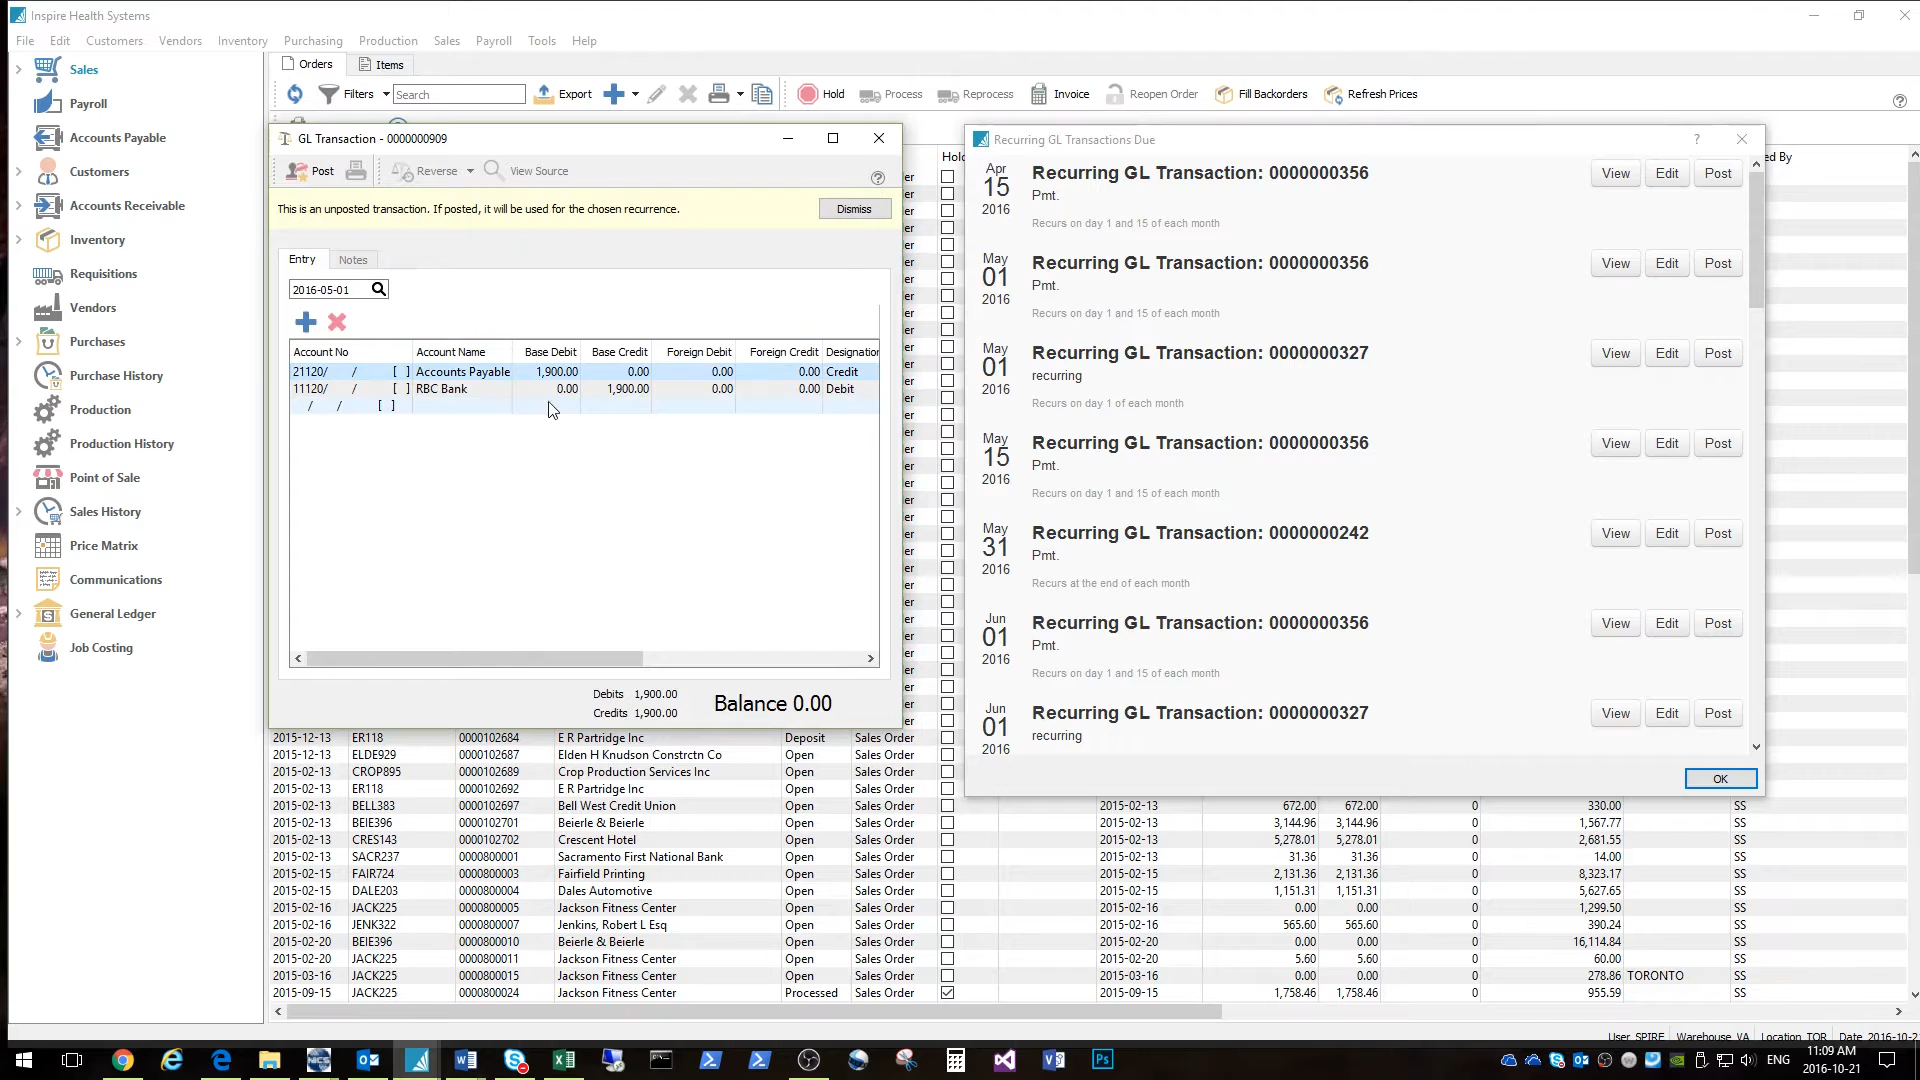 Inspire Health Systems
File Edit Customers Vendors Inventory Purchasing Production Sales Payroll Tools Help
Sales
Payroll
Accounts Payable
Customers
Accounts Receivable
Inventory
Requisitions
Vendors
Purchases
Purchase History
Production
Production History
Point of Sale
Sales History
Price Matrix
Communications
General Ledger
Job Costing
Orders Items
Filters Search Export Hold Process Reprocess Invoice Reopen Order Fill Backorders Refresh Prices
GL Transaction - 0000000909
Post Reverse View Source
This is an unposted transaction. If posted, it will be used for the chosen recurrence. Dismiss
Entry Notes
2016-05-01
Account No Account Name Base Debit Base Credit Foreign Debit Foreign Credit Designation
21120/ / [ ] Accounts Payable 1,900.00 0.00 0.00 0.00 Credit
11120/ / [ ] RBC Bank 0.00 1,900.00 0.00 0.00 Debit
/ / [ ]
Debits 1,900.00
Credits 1,900.00
Balance 0.00
Recurring GL Transactions Due
Apr 15 2016
Recurring GL Transaction: 0000000356 View Edit Post
Pmt.
Recurs on day 1 and 15 of each month
May 01 2016
Recurring GL Transaction: 0000000356 View Edit Post
Pmt.
Recurs on day 1 and 15 of each month
May 01 2016
Recurring GL Transaction: 0000000327 View Edit Post
recurring
Recurs on day 1 of each month
May 15 2016
Recurring GL Transaction: 0000000356 View Edit Post
Pmt.
Recurs on day 1 and 15 of each month
May 31 2016
Recurring GL Transaction: 0000000242 View Edit Post
Pmt.
Recurs at the end of each month
Jun 01 2016
Recurring GL Transaction: 0000000356 View Edit Post
Pmt.
Recurs on day 1 and 15 of each month
Jun 01 2016
Recurring GL Transaction: 0000000327 View Edit Post
recurring
OK
2015-12-13 ER118 0000102684 E R Partridge Inc Deposit Sales Order
2015-02-13 ELDE929 0000102687 Elden H Knudson Constrctn Co Open Sales Order
2015-02-13 CROP895 0000102689 Crop Production Services Inc Open Sales Order
2015-02-13 ER118 0000102692 E R Partridge Inc Open Sales Order
2015-02-13 BELL383 0000102697 Bell West Credit Union Open Sales Order 2015-02-13 672.00 672.00 0 330.00 SS
2015-02-13 BEIE396 0000102701 Beierle & Beierle Open Sales Order 2015-02-13 3,144.96 3,144.96 0 1,567.77 SS
2015-02-13 CRES143 0000102702 Crescent Hotel Open Sales Order 2015-02-13 5,278.01 5,278.01 0 2,681.55 SS
2015-02-13 SACR237 0000800001 Sacramento First National Bank Open Sales Order 2015-02-13 31.36 31.36 0 14.00 SS
2015-02-15 FAIR724 0000800003 Fairfield Printing Open Sales Order 2015-02-15 2,131.36 2,131.36 0 8,323.17 SS
2015-02-15 DALE203 0000800004 Dales Automotive Open Sales Order 2015-02-15 1,151.31 1,151.31 0 5,627.65 SS
2015-02-16 JACK225 0000800005 Jackson Fitness Center Open Sales Order 2015-02-16 0.00 0.00 0 1,299.50 SS
2015-02-16 JENK322 0000800007 Jenkins, Robert L Esq Open Sales Order 2015-02-16 565.60 565.60 0 390.24 SS
2015-02-20 BEIE396 0000800010 Beierle & Beierle Open Sales Order 2015-02-20 0.00 0.00 0 16,114.84 SS
2015-02-20 JACK225 0000800011 Jackson Fitness Center Open Sales Order 2015-02-20 5.60 5.60 0 60.00 SS
2015-03-16 JACK225 0000800015 Jackson Fitness Center Open Sales Order 2015-03-16 0.00 0.00 0 278.86 TORONTO SS
2015-09-15 JACK225 0000800024 Jackson Fitness Center Processed Sales Order 2015-09-15 1,758.46 1,758.46 0 955.59 SS
User SPIRE Warehouse VA Location TOR Date 2016-10-2
ENG 11:09 AM
2016-10-21